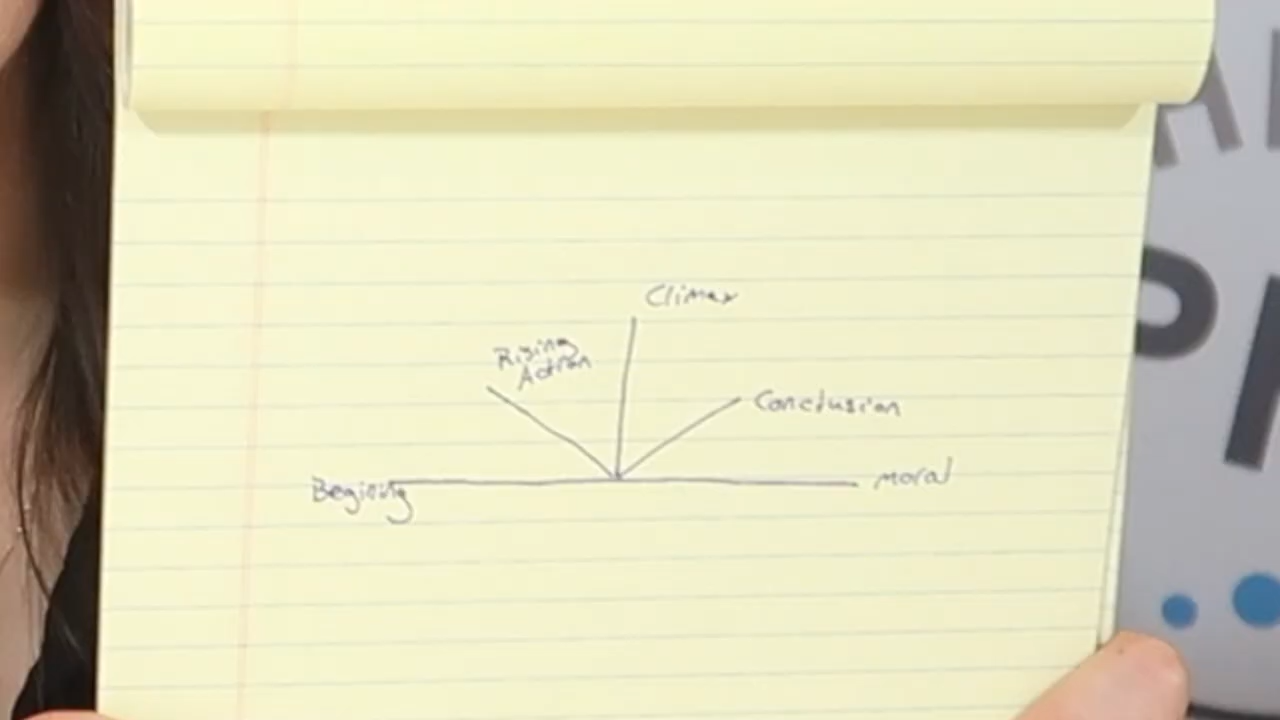 Climax
Rising
Action
Conclusion
Begining
moral